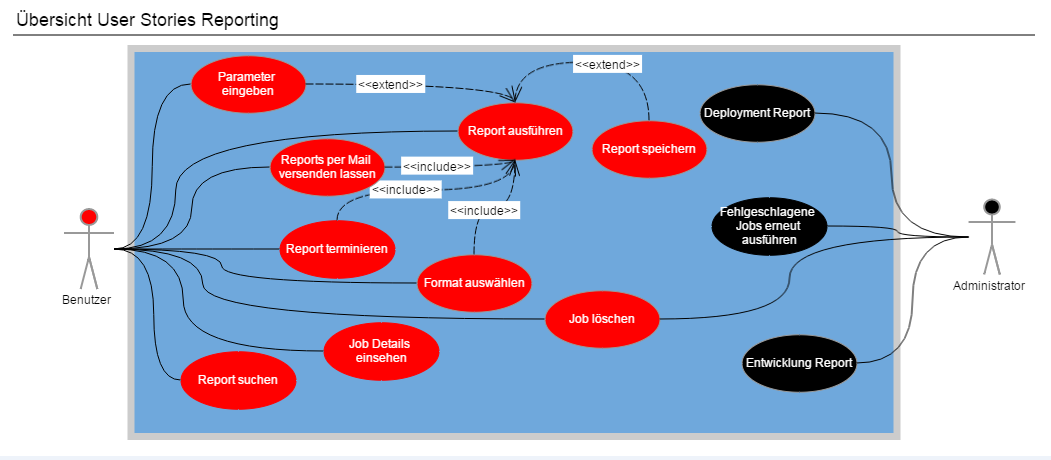 Übersicht User Stories Reporting
Parameter
eingeben
<<extend>>
<<extend>>
Report ausführen
Deployment Report
Report speichern
Reports per Mail
versenden lassen
<<include>>
<<include>>
<<include>>
Fehlgeschlagene
Jobs erneut
ausführen
Report terminieren
Format auswählen
Benutzer
Administrator
Job löschen
Job Details
einsehen
Entwicklung Report
Report suchen